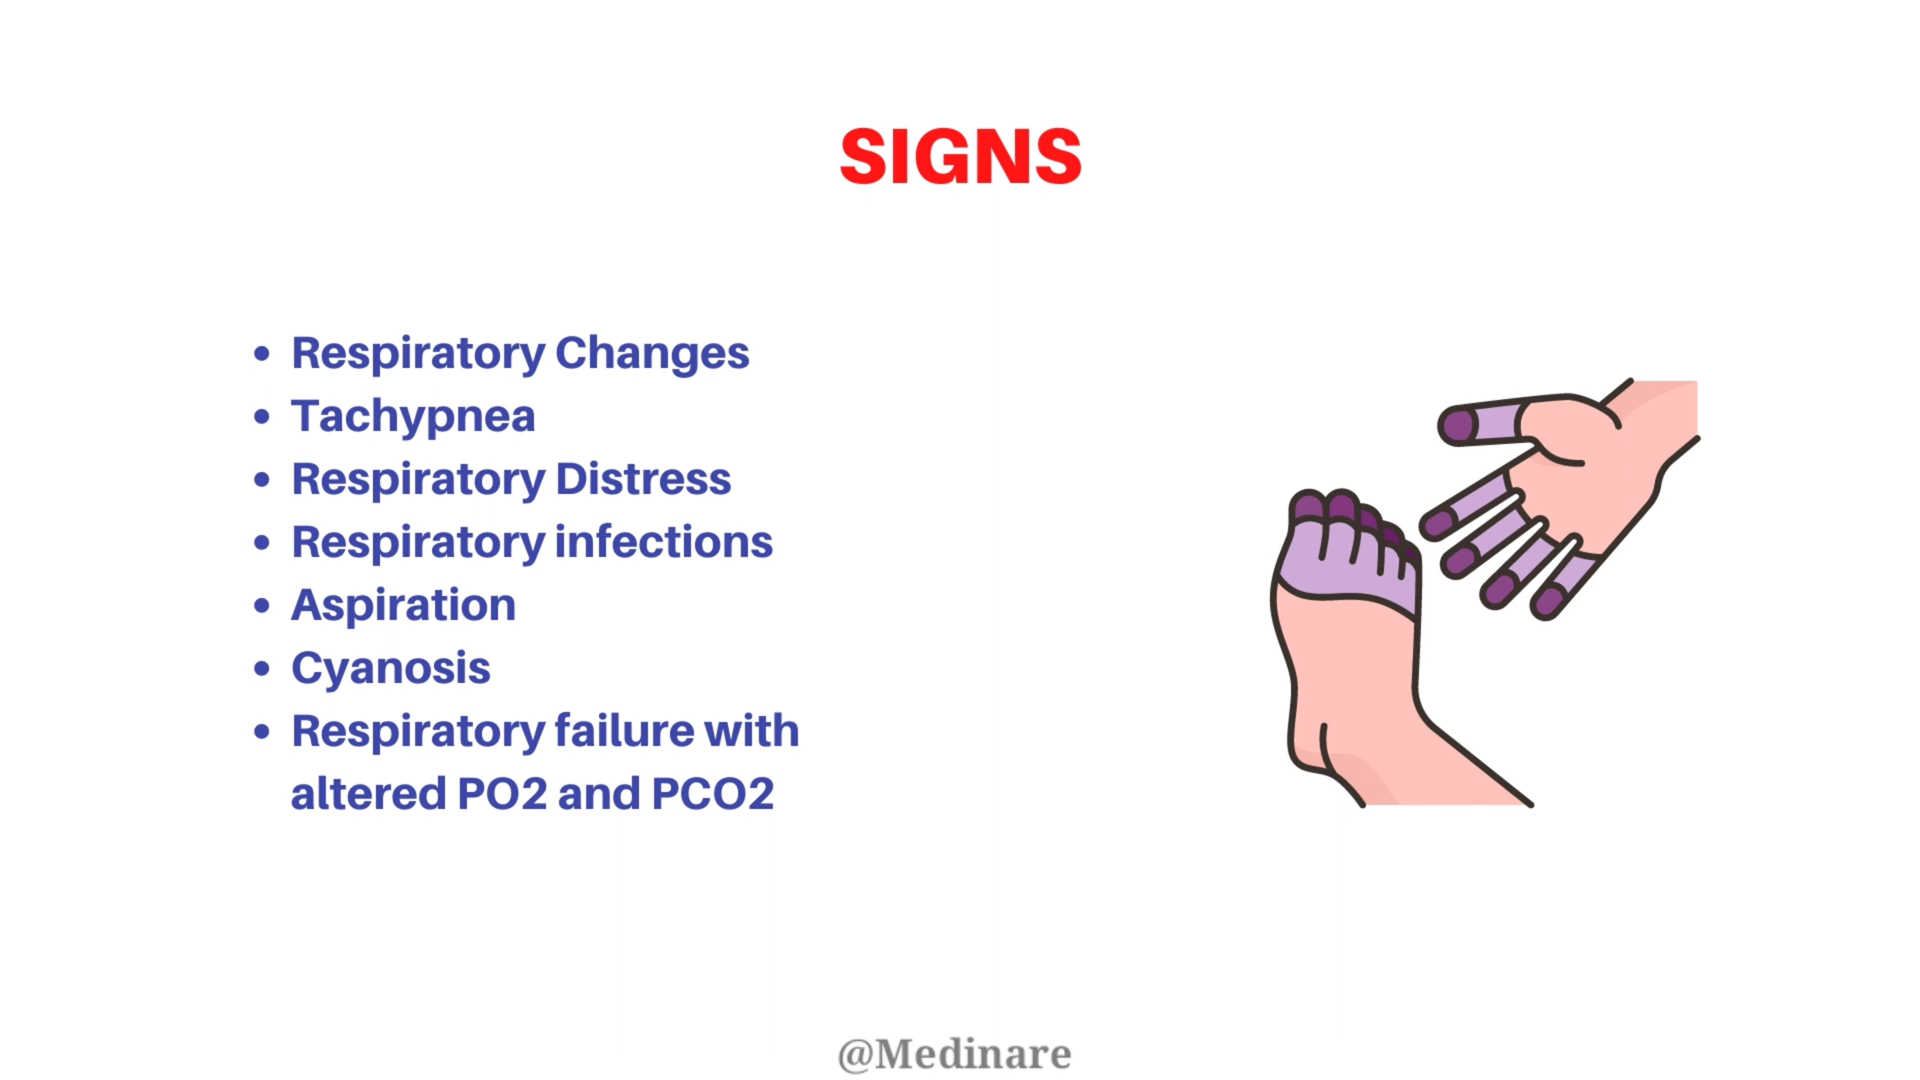 SIGNS
• Respiratory Changes
• Tachypnea
• Respiratory Distress
• Respiratory infections
• Aspiration
• Cyanosis
• Respiratory failure with
altered PO2 and PCO2
@Medinare